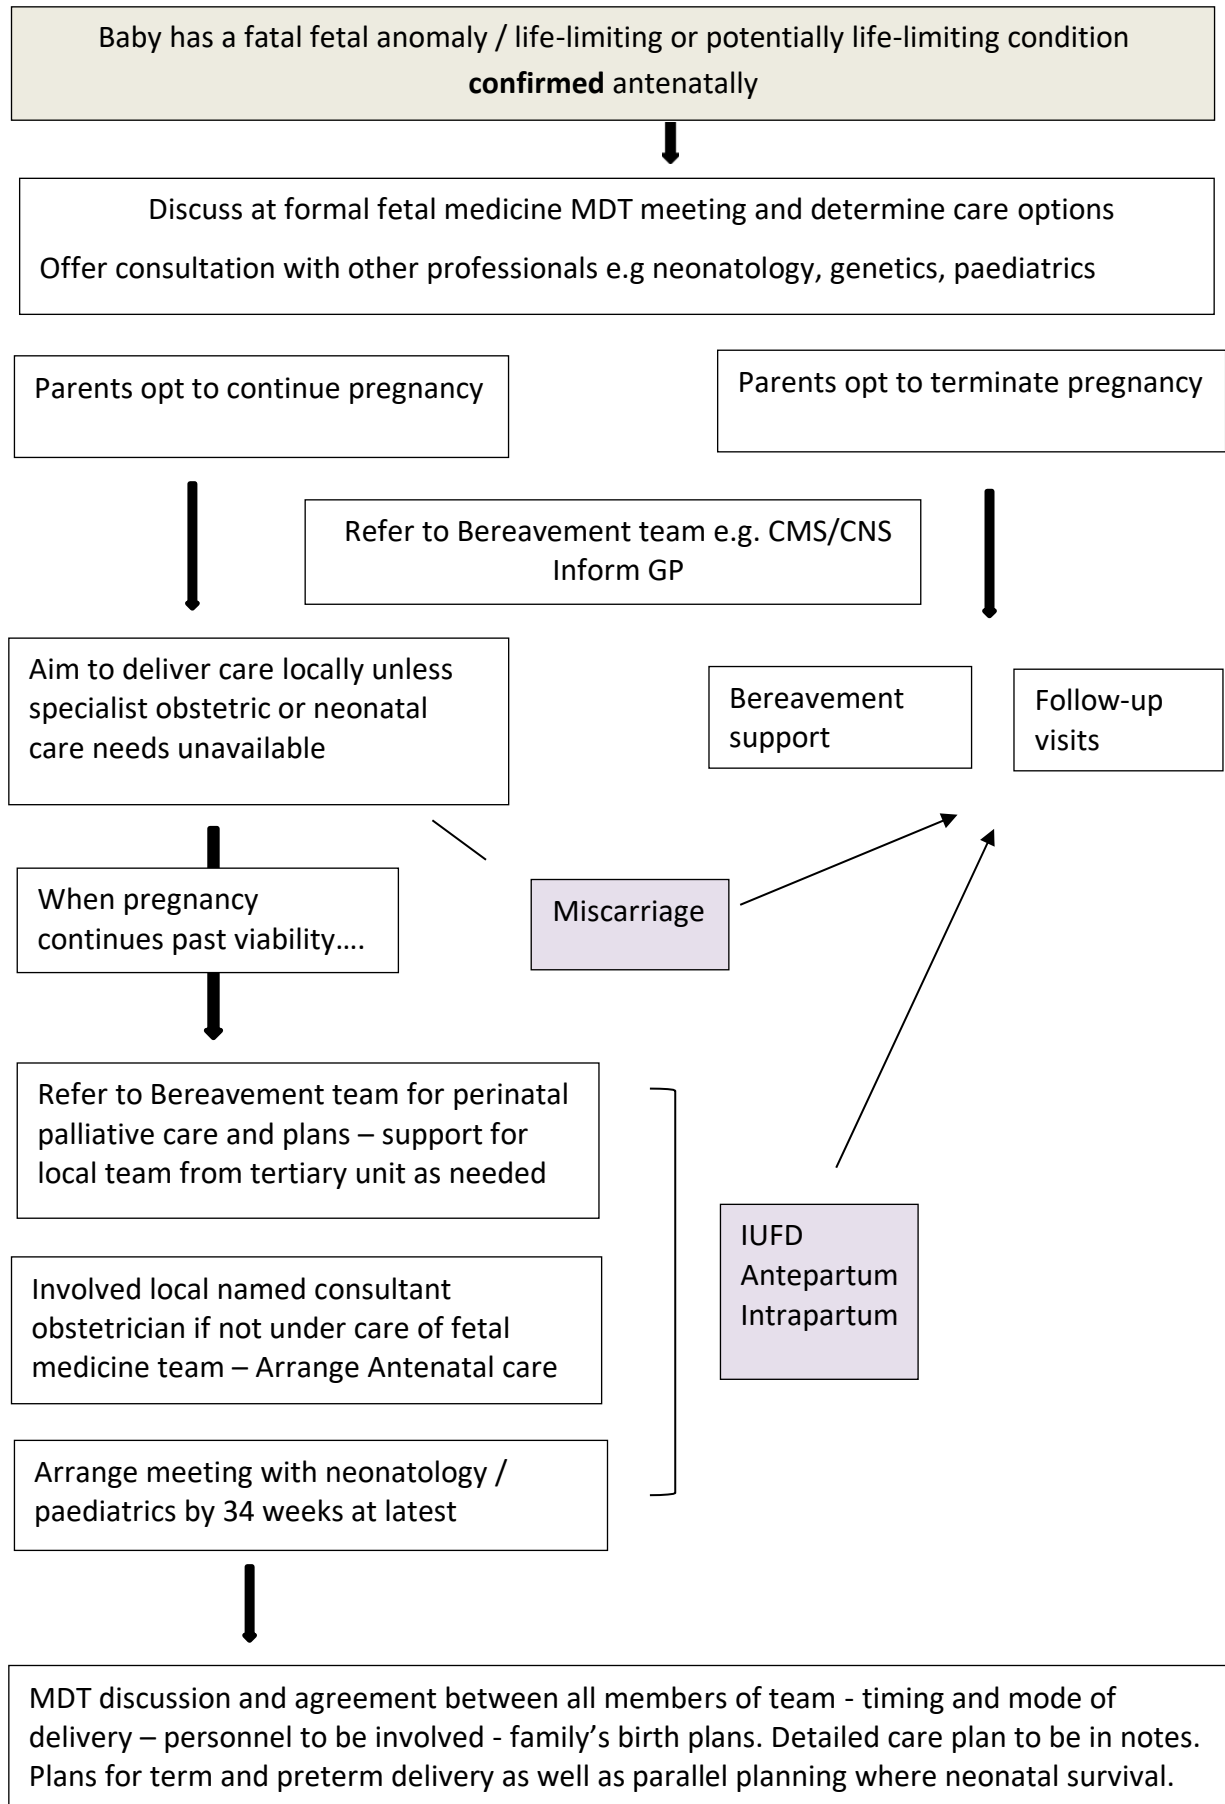 Baby has a fatal fetal anomaly / life-limiting or potentially life-limiting condition
confirmed antenatally
Discuss at formal fetal medicine MDT meeting and determine care options
Offer consultation with other professionals e.g neonatology, genetics, paediatrics
Parents opt to continue pregnancy
Parents opt to terminate pregnancy
Refer to Bereavement team e.g. CMS/CNS
Inform GP
Aim to deliver care locally unless
specialist obstetric or neonatal
care needs unavailable
Bereavement
support
Follow-up
visits
When pregnancy
continues past viability….
Miscarriage
Refer to Bereavement team for perinatal
palliative care and plans – support for
local team from tertiary unit as needed
IUFD
Antepartum
Intrapartum
Involved local named consultant
obstetrician if not under care of fetal
medicine team – Arrange Antenatal care
Arrange meeting with neonatology /
paediatrics by 34 weeks at latest
MDT discussion and agreement between all members of team - timing and mode of
delivery – personnel to be involved - family’s birth plans. Detailed care plan to be in notes.
Plans for term and preterm delivery as well as parallel planning where neonatal survival.